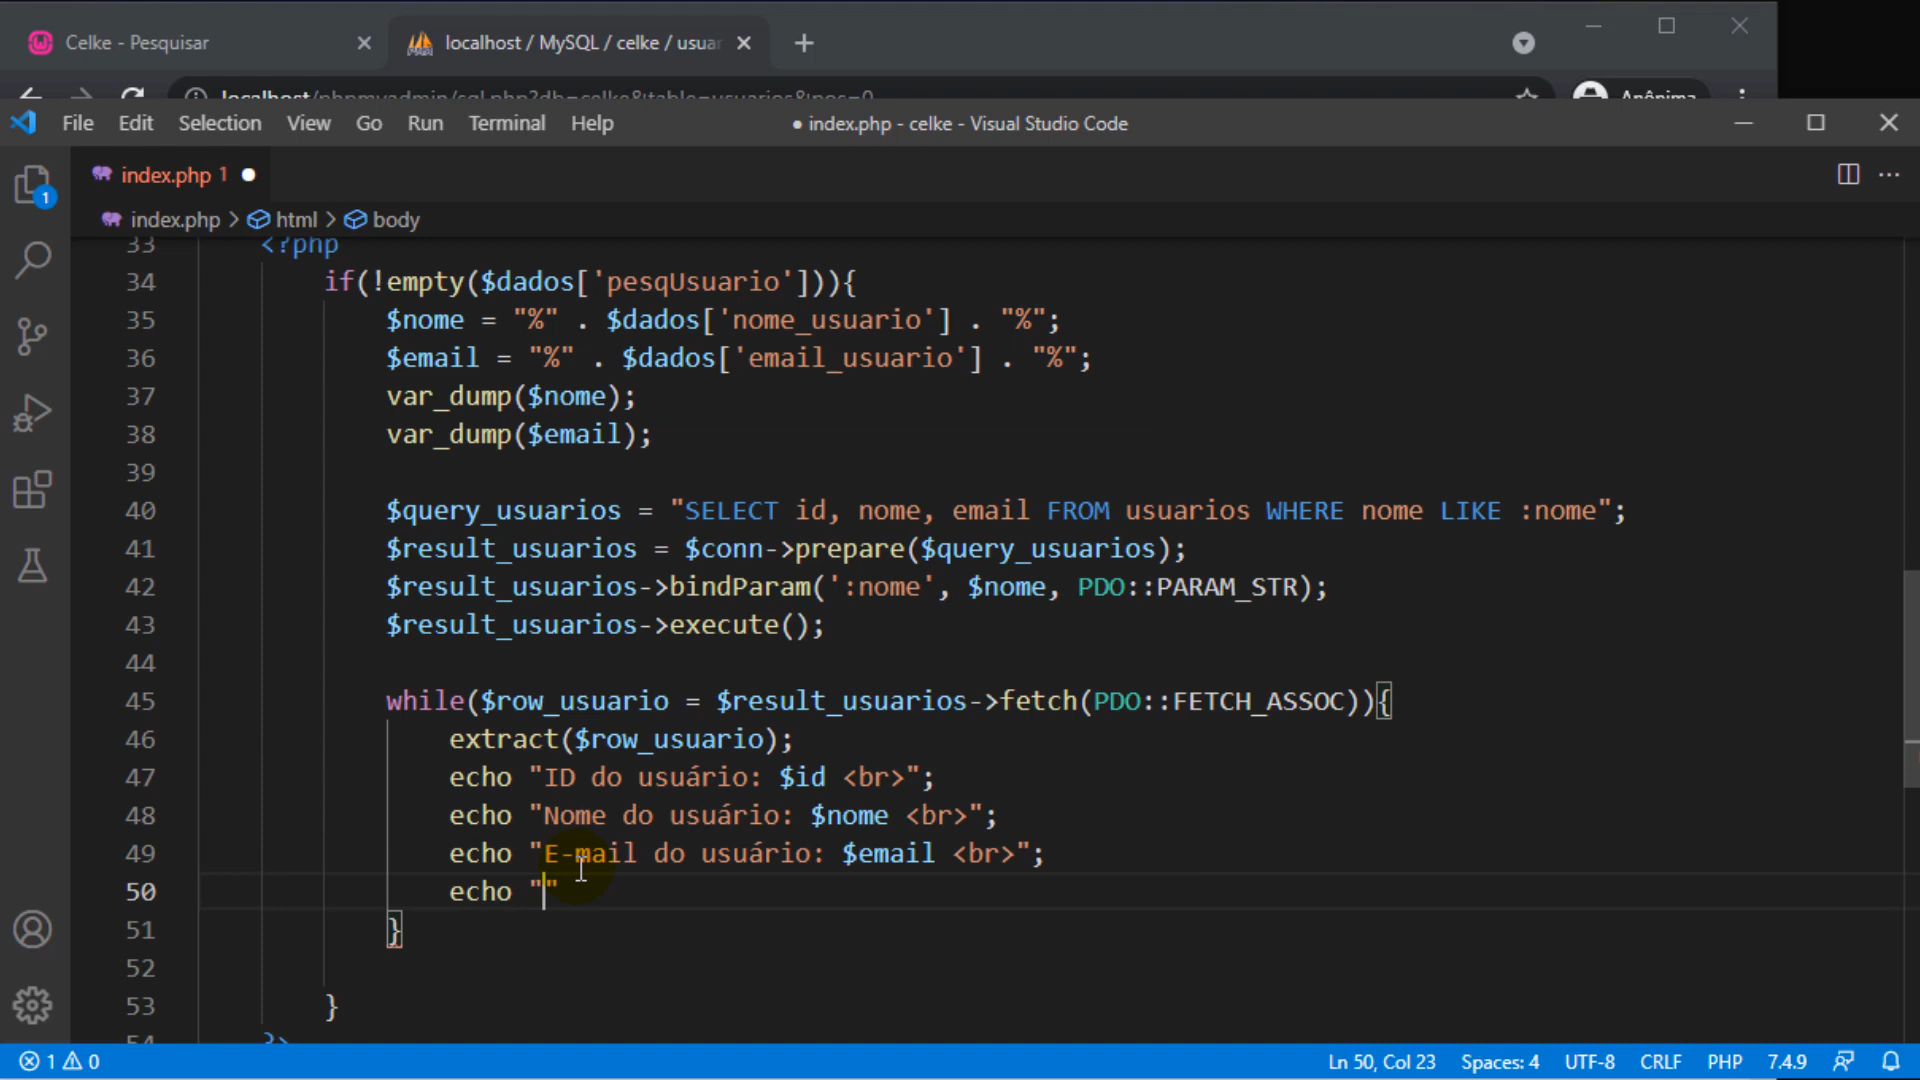 Celke - Pesquisar
localhost / MySQL / celke / usuar
localhost/phpmyadmin/sql.php?db=celke&table=usuarios&pos=0
Anônima
File Edit Selection View Go Run Terminal Help
● index.php - celke - Visual Studio Code
index.php 1
1
index.php > html > body
33 <?php
34 if(!empty($dados['pesqUsuario'])){
35 $nome = "%" . $dados['nome_usuario'] . "%";
36 $email = "%" . $dados['email_usuario'] . "%";
37 var_dump($nome);
38 var_dump($email);
39
40 $query_usuarios = "SELECT id, nome, email FROM usuarios WHERE nome LIKE :nome";
41 $result_usuarios = $conn->prepare($query_usuarios);
42 $result_usuarios->bindParam(':nome', $nome, PDO::PARAM_STR);
43 $result_usuarios->execute();
44
45 while($row_usuario = $result_usuarios->fetch(PDO::FETCH_ASSOC)){
46 extract($row_usuario);
47 echo "ID do usuário: $id <br>";
48 echo "Nome do usuário: $nome <br>";
49 echo "E-mail do usuário: $email <br>";
50 echo ""
51 }
52
53 }
54 ?>
1 0
Ln 50, Col 23 Spaces: 4 UTF-8 CRLF PHP 7.4.9